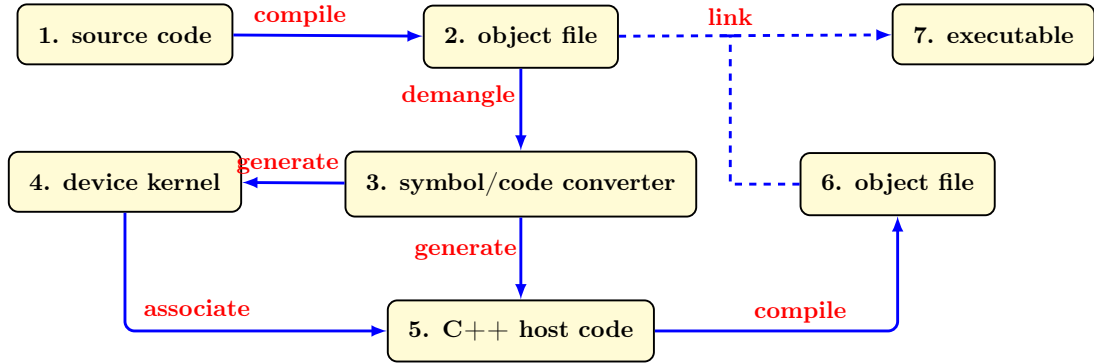 compile
link
1. source code
2. object file
7. executable
demangle
generate
4. device kernel
3. symbol/code converter
6. object file
generate
associate
compile
5. C++ host code